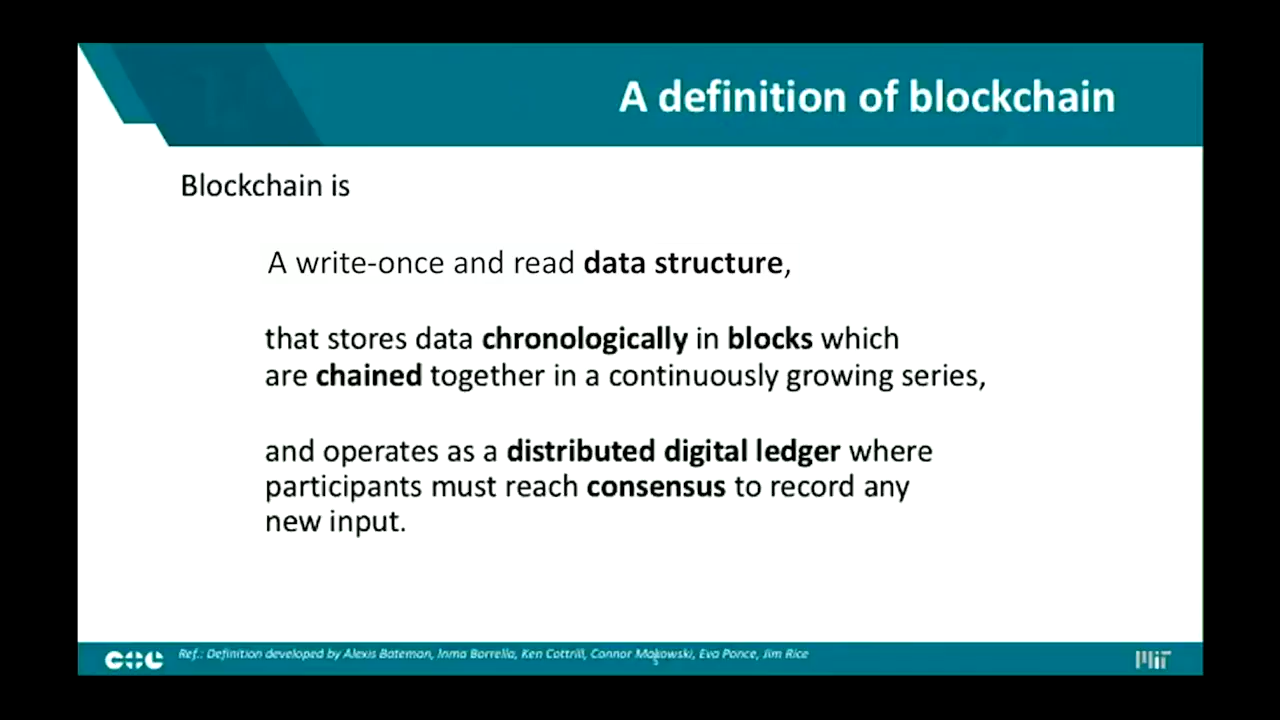 A definition of blockchain
Blockchain is
A write-once and read data structure,
that stores data chronologically in blocks which
are chained together in a continuously growing series,
and operates as a distributed digital ledger where
participants must reach consensus to record any
new input.
Ref.: Definition developed by Alexis Bateman, Inma Borrella, Ken Cottrill, Connor Makowski, Eva Ponce, Jim Rice
MIT